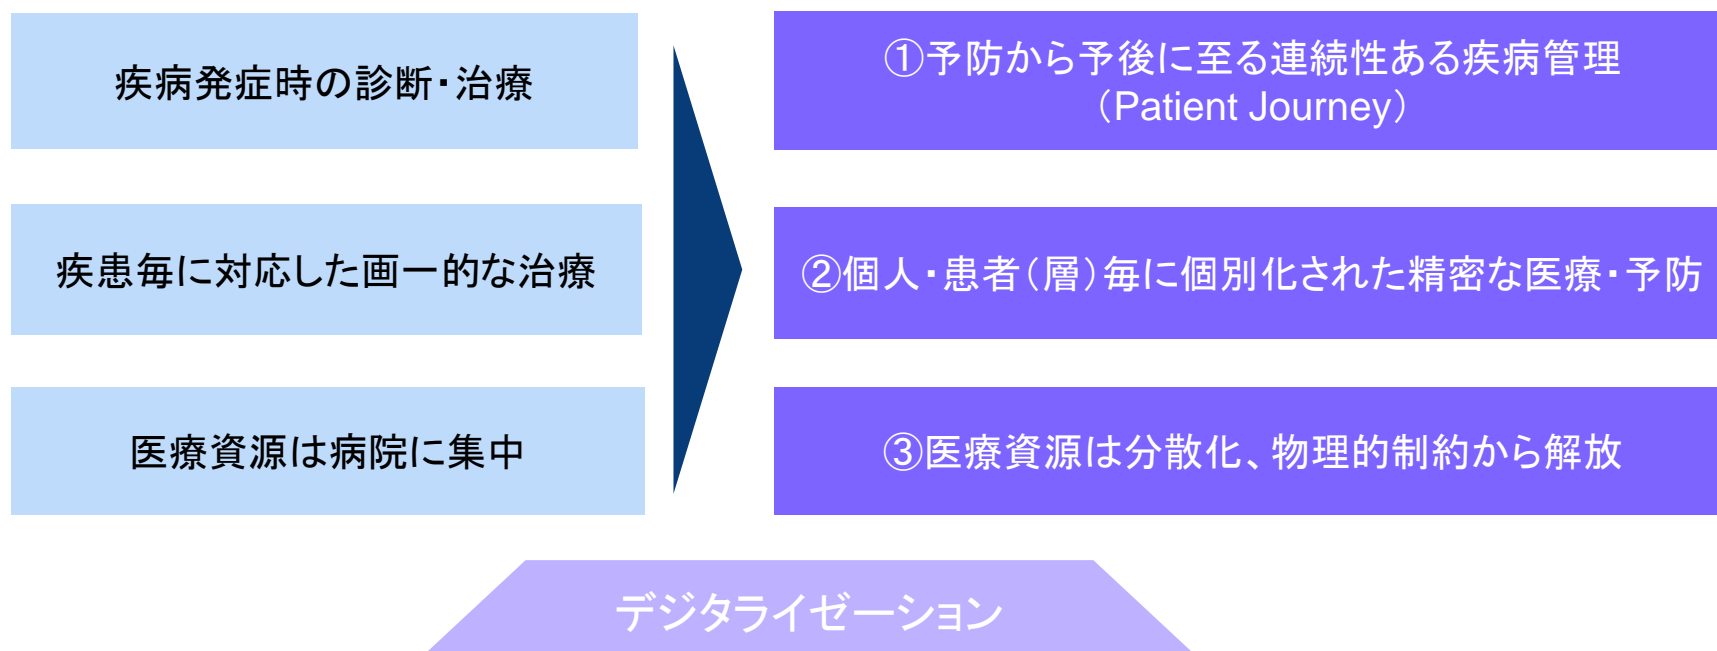 疾病発症時の診断・治療
①予防から予後に至る連続性ある疾病管理
（Patient Journey）
疾患毎に対応した画一的な治療
②個人・患者（層）毎に個別化された精密な医療・予防
医療資源は病院に集中
③医療資源は分散化、物理的制約から解放
デジタライゼーション